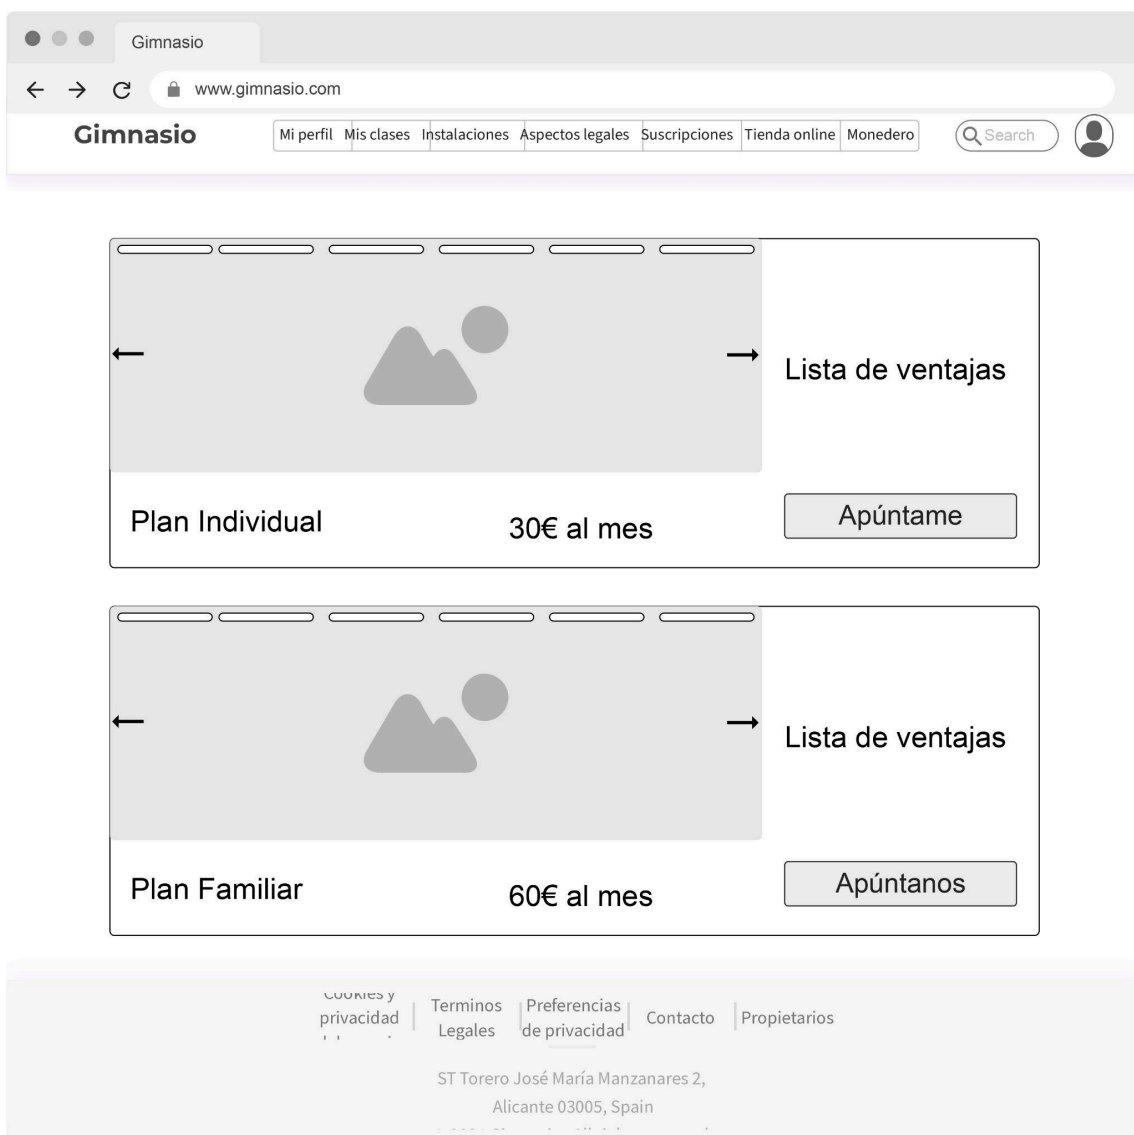 Gimnasio
www.gimnasio.com
Gimnasio
Mi perfil Mis clases Instalaciones Aspectos legales Suscripciones Tienda online Monedero
Search
Lista de ventajas
Plan Individual
30€ al mes
Apúntame
Lista de ventajas
Plan Familiar
60€ al mes
Apúntanos
Cookies y
privacidad
Terminos
Legales
Preferencias
de privacidad
Contacto
Propietarios
ST Torero José María Manzanares 2,
Alicante 03005, Spain